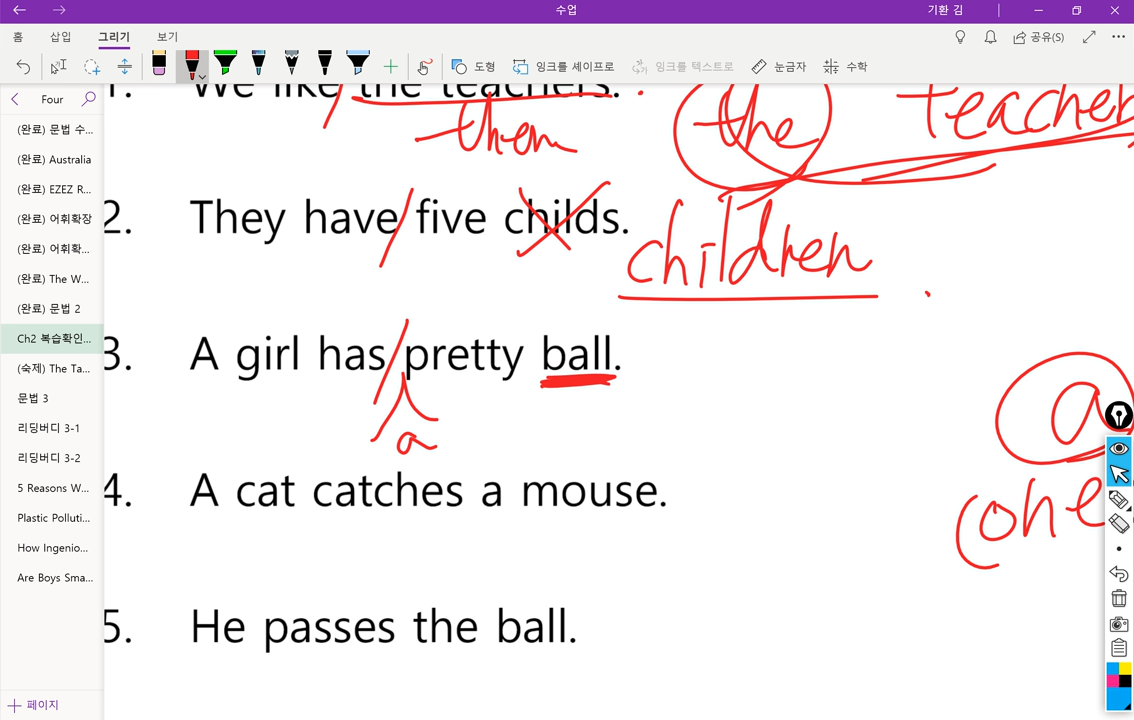 수업
기환 김
홈 삽입 그리기 보기
공유(S)
도형 잉크를 셰이프로 잉크를 텍스트로 눈금자 수학
Four
(완료) 문법 수...
(완료) Australia
(완료) EZEZ R...
(완료) 어휘확장
(완료) 어휘확...
(완료) The W...
(완료) 문법 2
Ch2 복습확인...
(숙제) The Ta...
문법 3
리딩버디 3-1
리딩버디 3-2
5 Reasons W...
Plastic Polluti...
How Ingenio...
Are Boys Sma...
페이지
1. We like the teachers.
them
the teacher
2. They have five childs.
children
3. A girl has pretty ball.
a
a
4. A cat catches a mouse.
(one
5. He passes the ball.